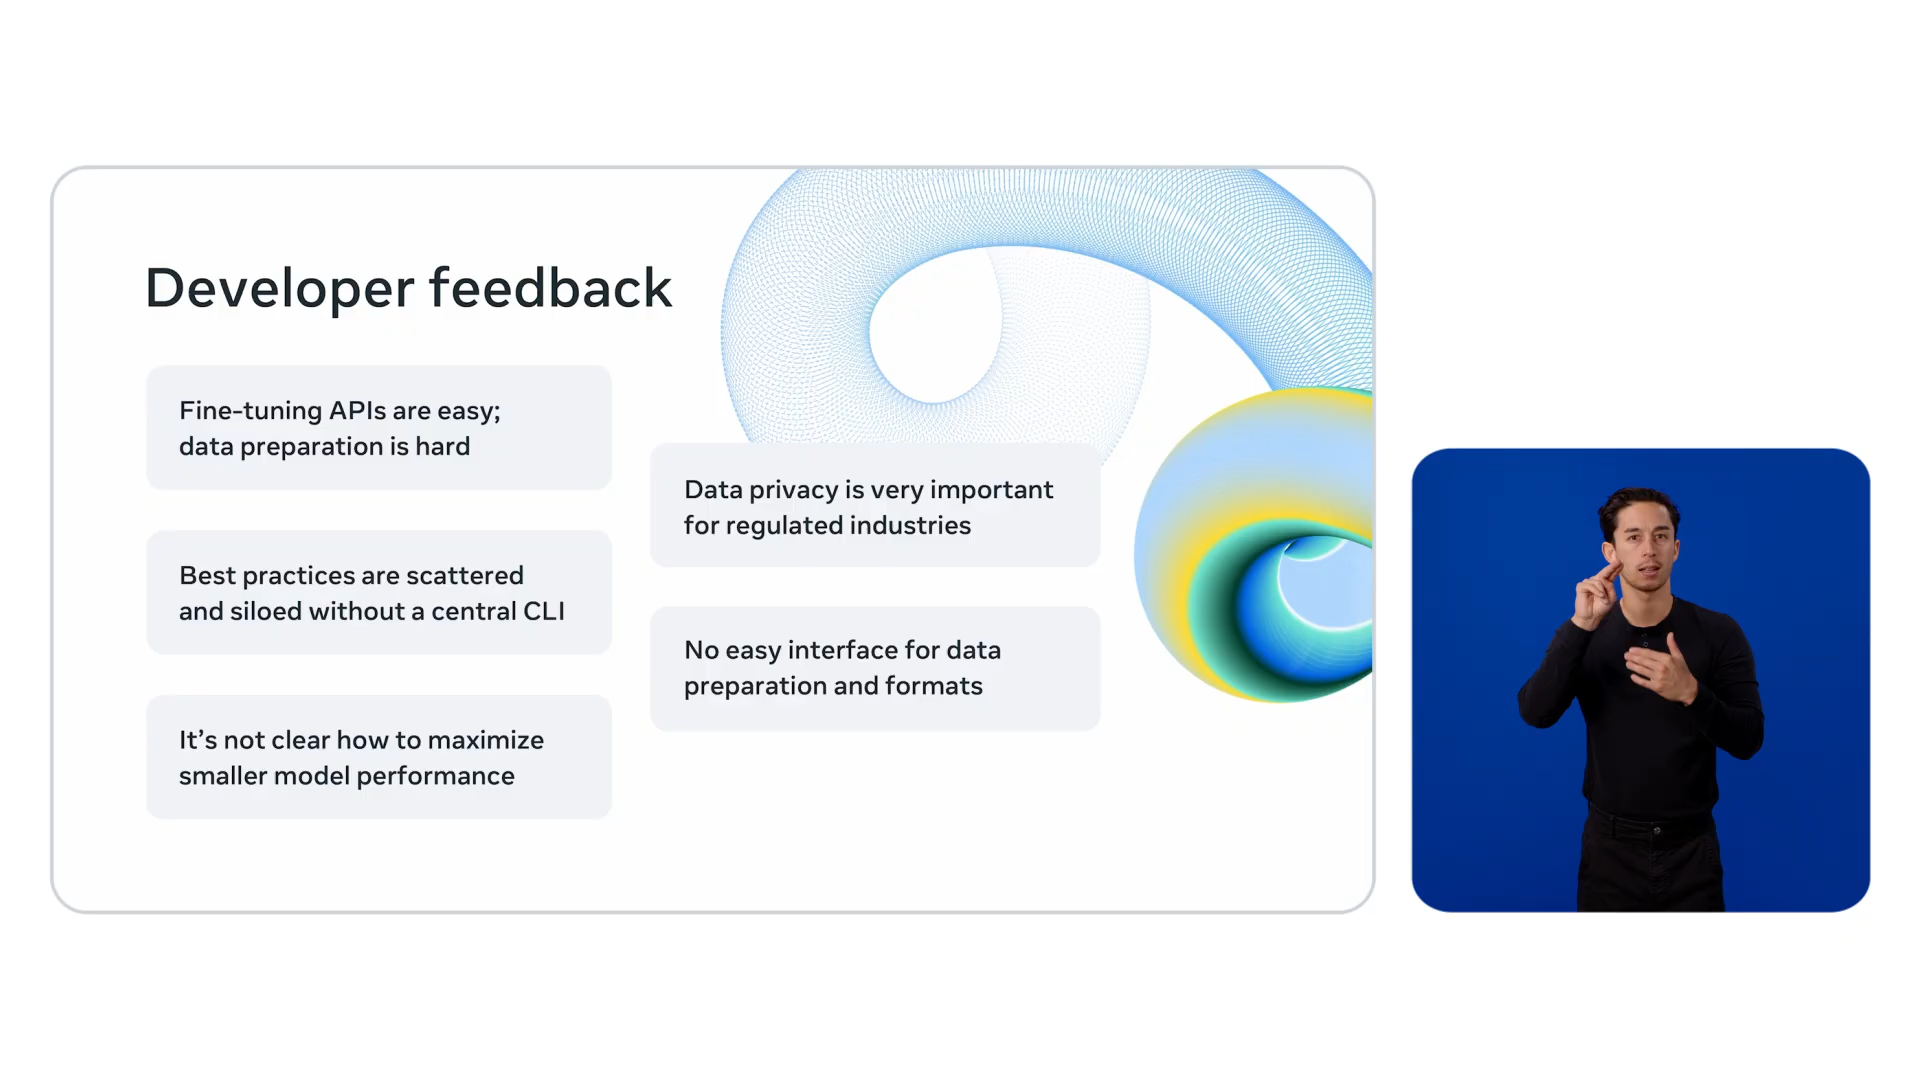 Developer feedback
Fine-tuning APIs are easy;
data preparation is hard
Best practices are scattered
and siloed without a central CLI
It’s not clear how to maximize
smaller model performance
Data privacy is very important
for regulated industries
No easy interface for data
preparation and formats